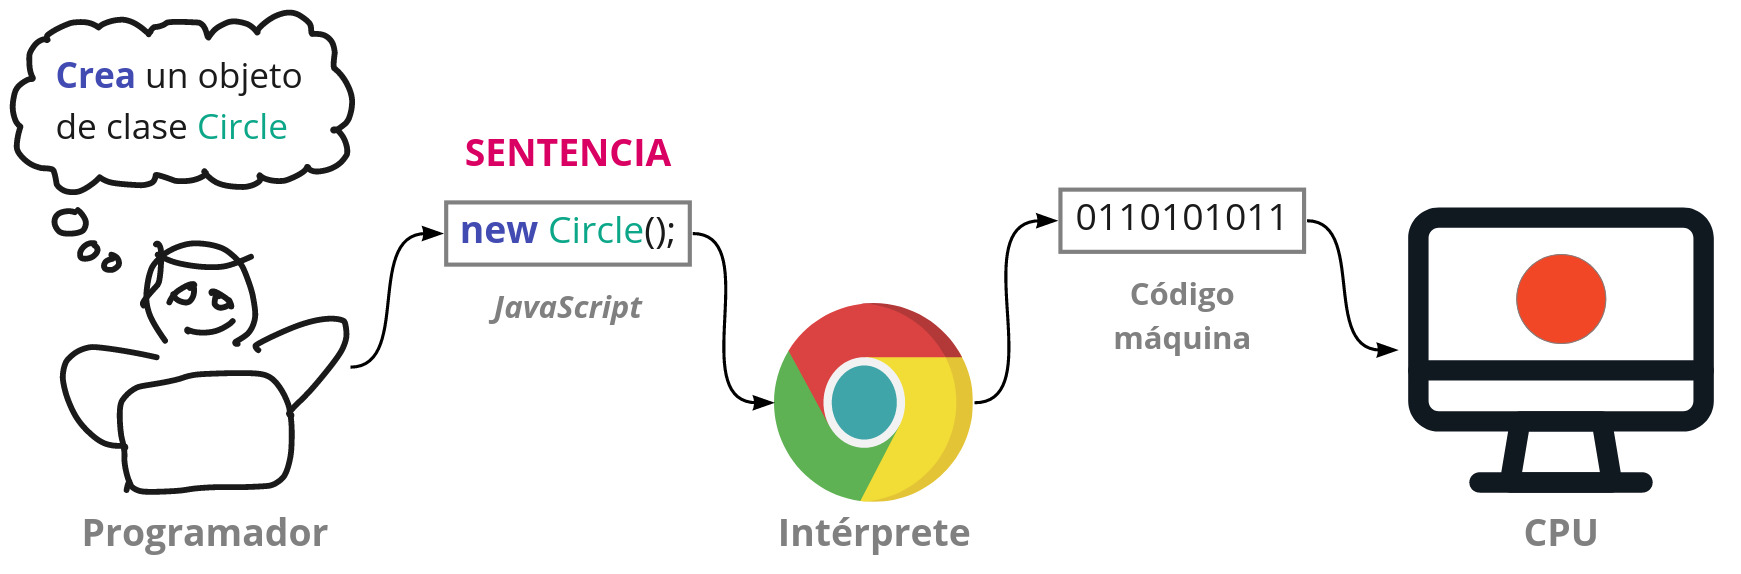 Crea un objeto
de clase Circle
SENTENCIA
new Circle();
JavaScript
0110101011
Código
máquina
Programador
Intérprete
CPU